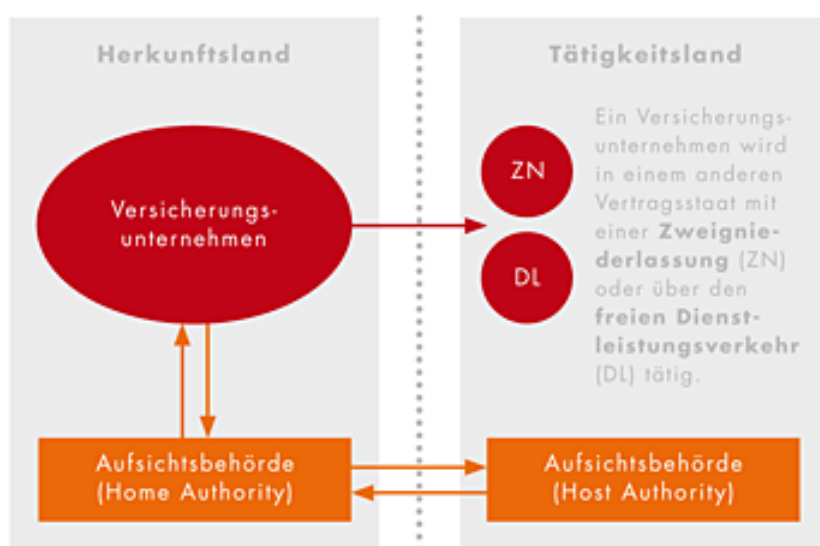 Herkunftsland
Versicherungs-
unternehmen
Aufsichtsbehörde
(Home Authority)
Tätigkeitsland
ZN
DL
Ein Versicherungs-
unternehmen wird
in einem anderen
Vertragsstaat mit
einer Zweignie-
derlassung (ZN)
oder über den
freien Dienst-
leistungsverkehr
(DL) tätig.
Aufsichtsbehörde
(Host Authority)